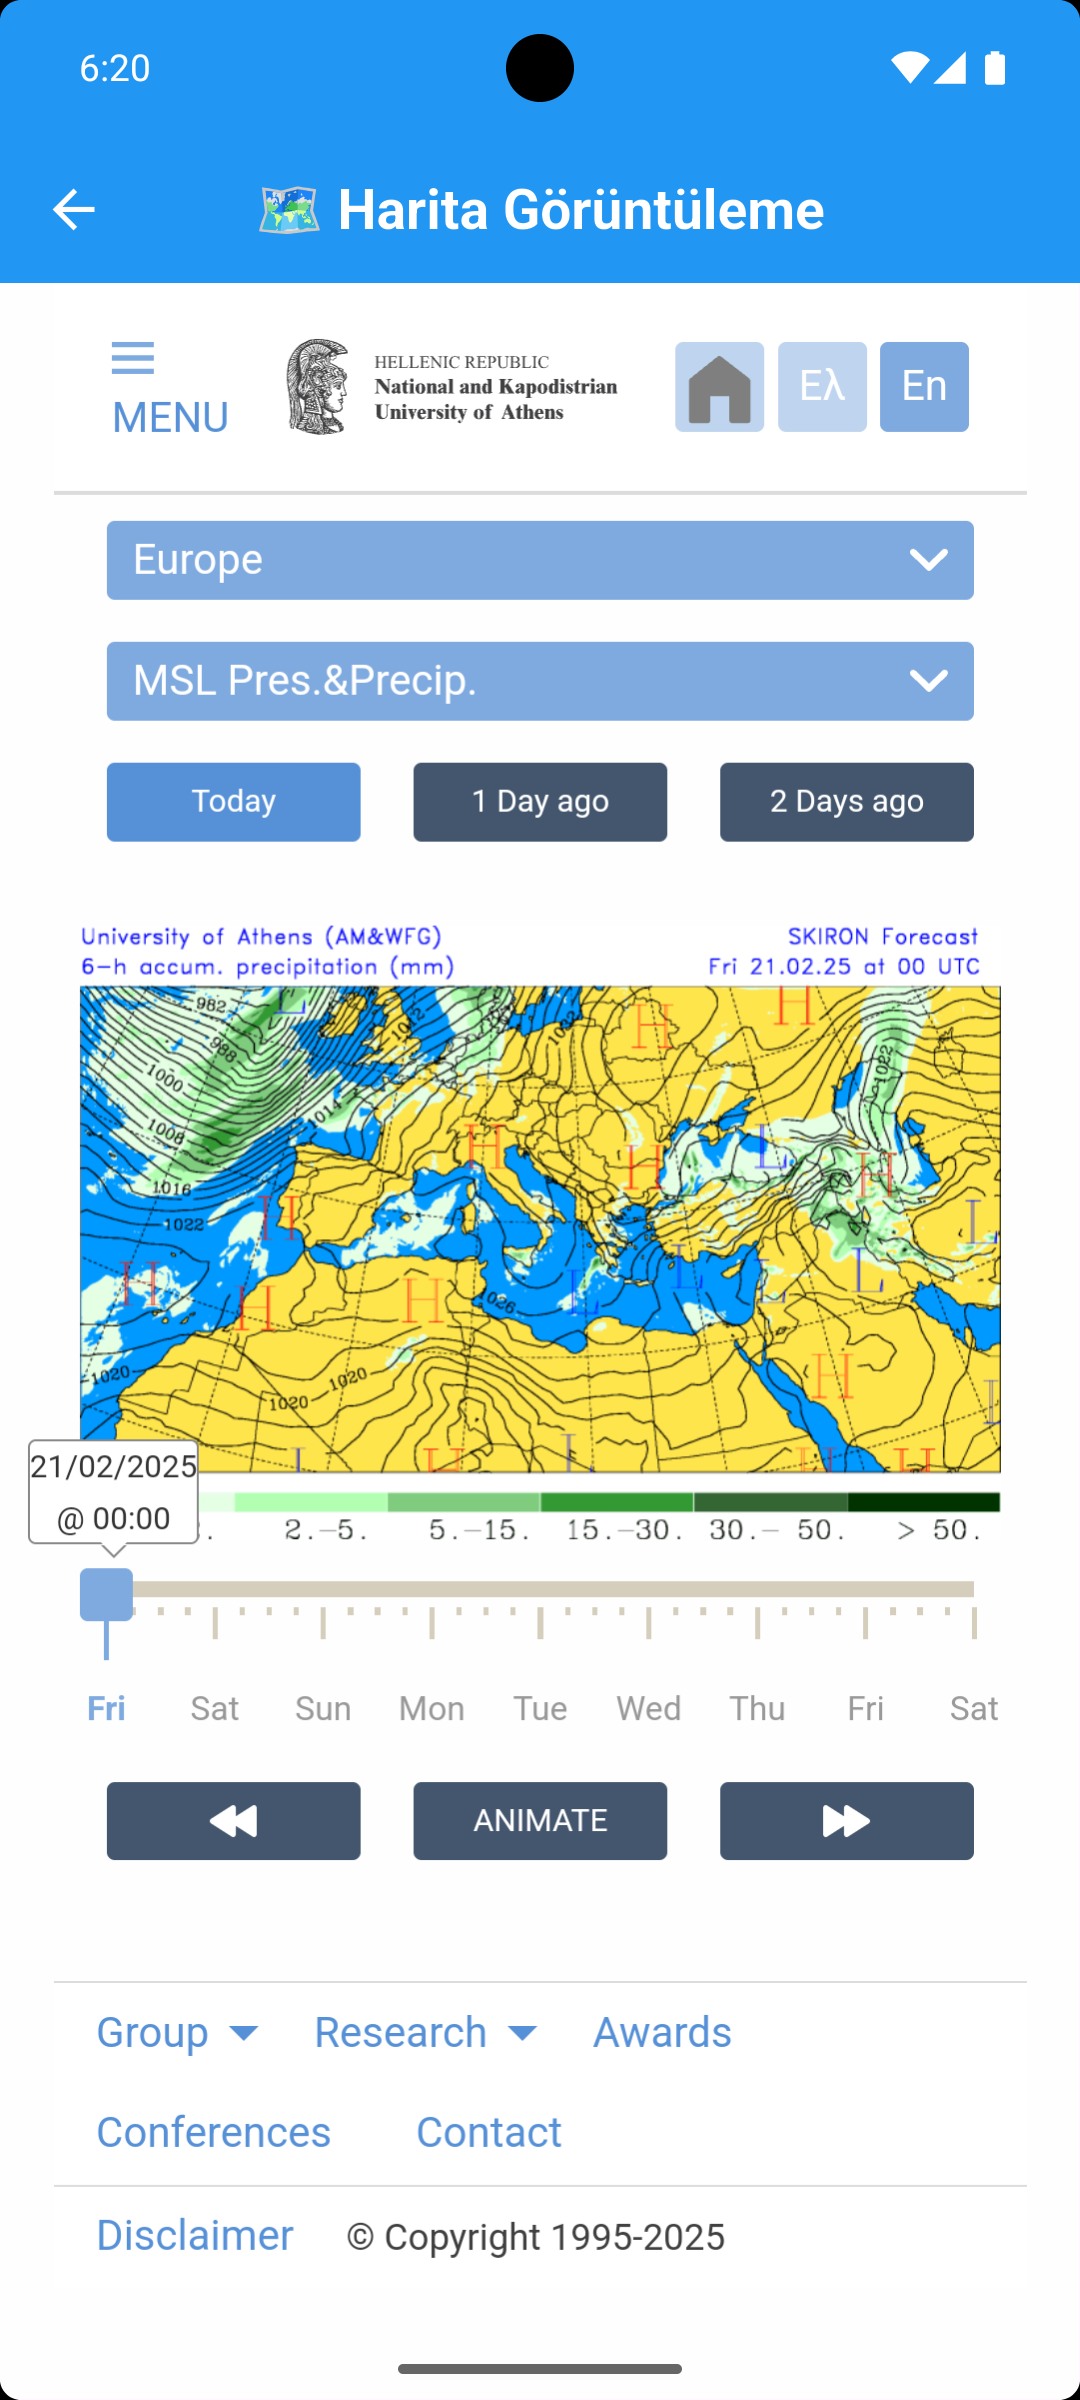 6:20
Harita Görüntüleme
MENU
HELLENIC REPUBLIC
National and Kapodistrian
University of Athens
Ελ
En
Europe
MSL Pres.&Precip.
Today
1 Day ago
2 Days ago
University of Athens (AM&WFG)
SKIRON Forecast
6-h accum. precipitation (mm)
Fri 21.02.25 at 00 UTC
982
988
1000
1008
1014
1016
1022
1012
1032
1022
1026
1020
1020
1020
H
H
H
H
H
H
H
H
H
H
H
H
H
H
L
L
L
L
L
L
L
L
L
L
L
21/02/2025
@ 00:00
2.-5.
5.-15.
15.-30.
30.- 50.
> 50.
Fri
Sat
Sun
Mon
Tue
Wed
Thu
Fri
Sat
ANIMATE
Group
Research
Awards
Conferences
Contact
Disclaimer
© Copyright 1995-2025